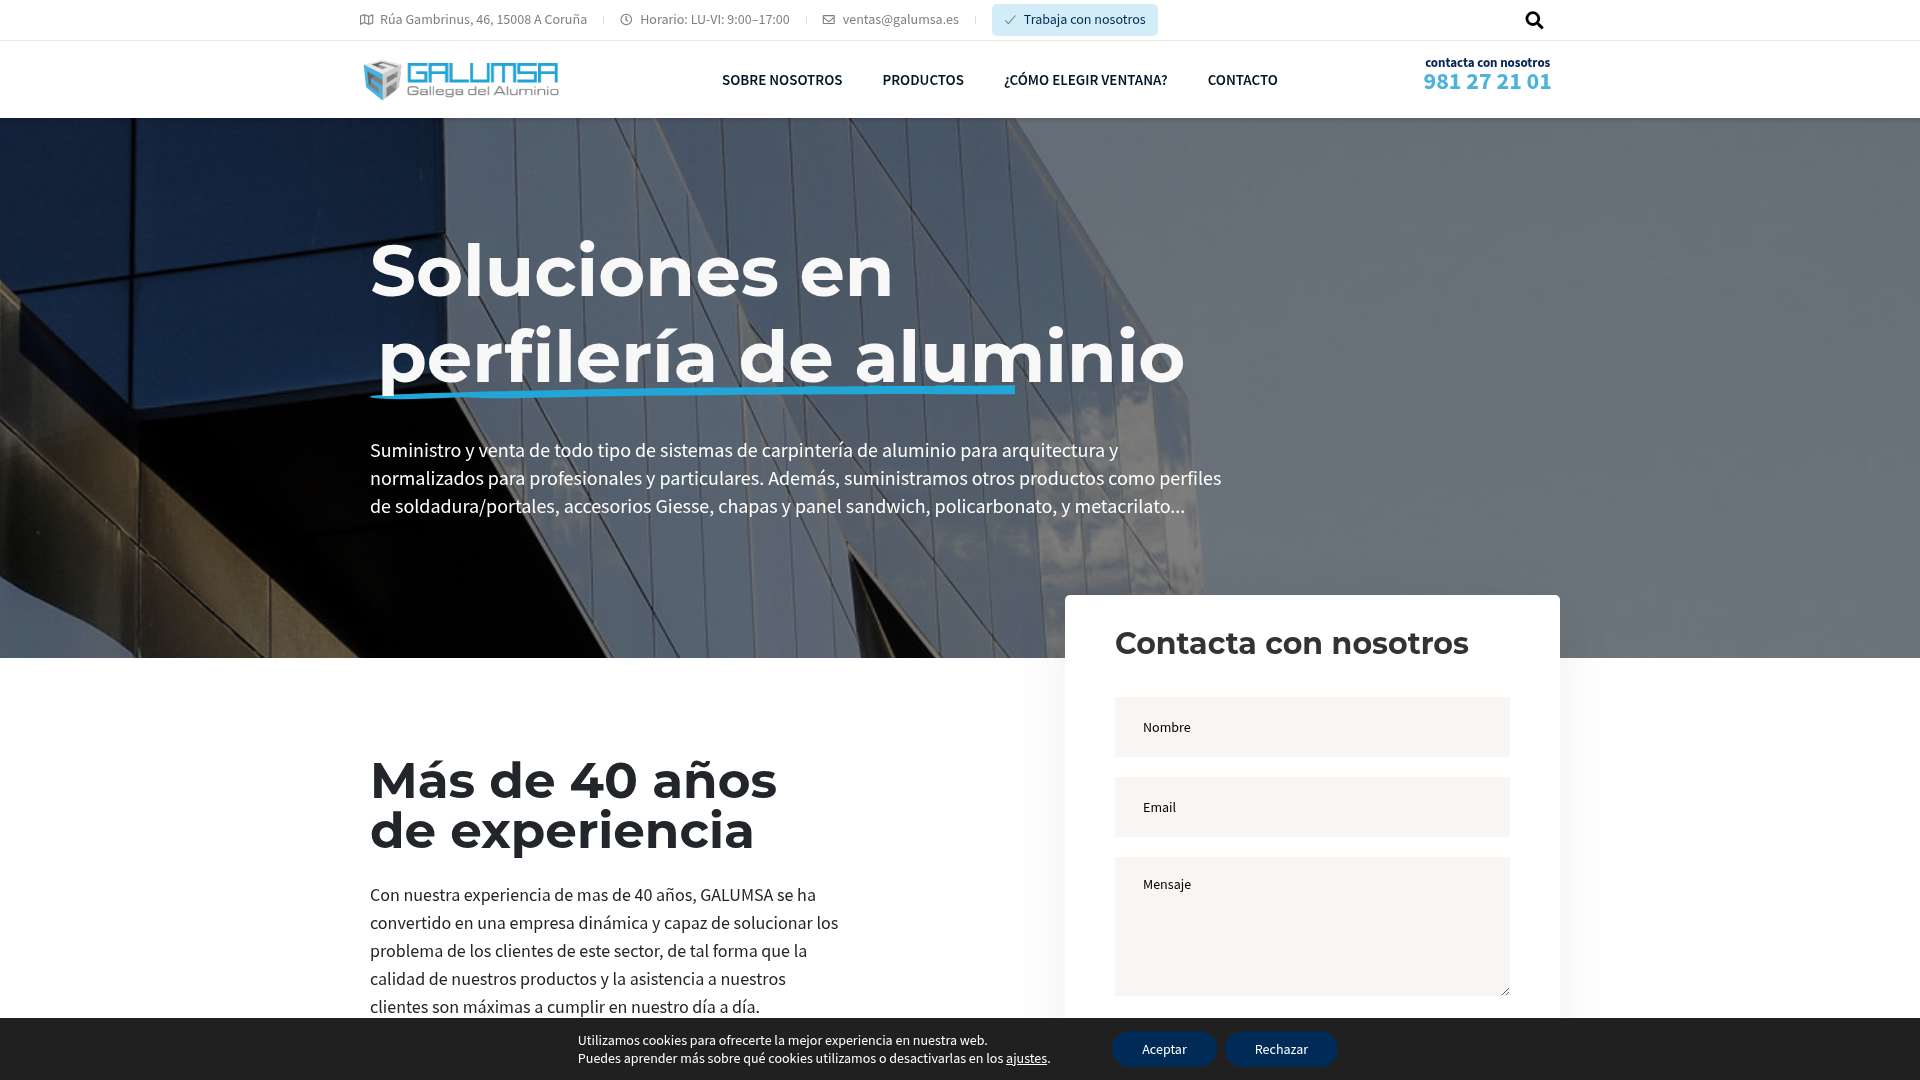 Rúa Gambrinus, 46, 15008 A Coruña
Horario: LU-VI: 9:00–17:00
ventas@galumsa.es
Trabaja con nosotros
GALUMSA
Gallega del Aluminio
SOBRE NOSOTROS
PRODUCTOS
¿CÓMO ELEGIR VENTANA?
CONTACTO
contacta con nosotros
981 27 21 01
Soluciones en
perfilería de aluminio
Suministro y venta de todo tipo de sistemas de carpintería de aluminio para arquitectura y
normalizados para profesionales y particulares. Además, suministramos otros productos como perfiles
de soldadura/portales, accesorios Giesse, chapas y panel sandwich, policarbonato, y metacrilato...
Contacta con nosotros
Nombre
Email
Mensaje
Más de 40 años
de experiencia
Con nuestra experiencia de mas de 40 años, GALUMSA se ha
convertido en una empresa dinámica y capaz de solucionar los
problema de los clientes de este sector, de tal forma que la
calidad de nuestros productos y la asistencia a nuestros
clientes son máximas a cumplir en nuestro día a día.
Utilizamos cookies para ofrecerte la mejor experiencia en nuestra web.
Puedes aprender más sobre qué cookies utilizamos o desactivarlas en los ajustes.
Aceptar
Rechazar